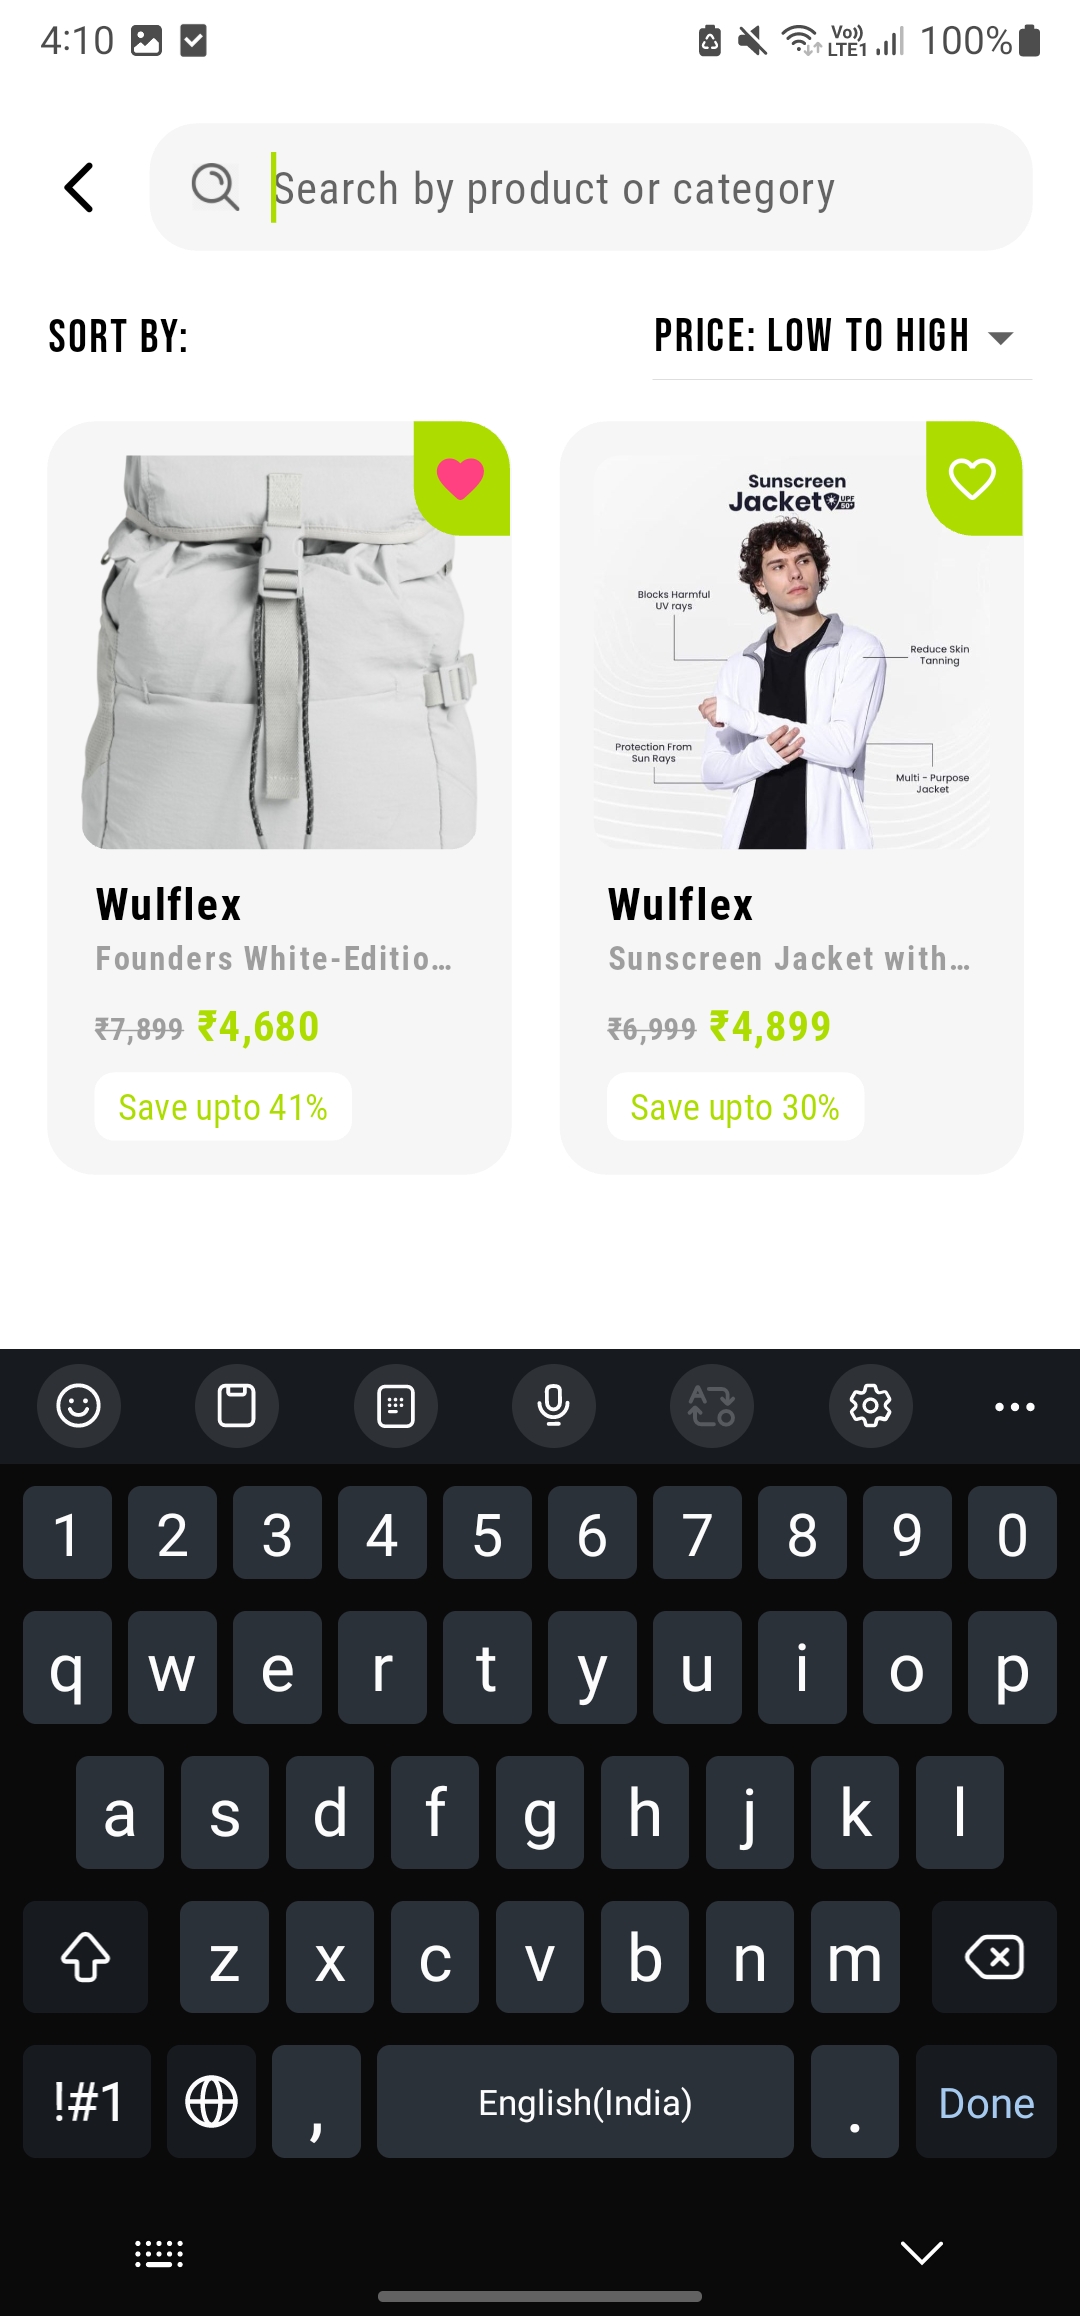 4:10
Vo)) LTE1 100%
Search by product or category
SORT BY:
PRICE: LOW TO HIGH
Sunscreen
Jacket UPF 50+
Blocks Harmful
UV rays
Reduce Skin
Tanning
Protection From
Sun Rays
Multi - Purpose
Jacket
Wulflex
Founders White-Editio...
₹7,899 ₹4,680
Save upto 41%
Wulflex
Sunscreen Jacket with...
₹6,999 ₹4,899
Save upto 30%
1 2 3 4 5 6 7 8 9 0
q w e r t y u i o p
a s d f g h j k l
z x c v b n m
!#1 , English(India) . Done